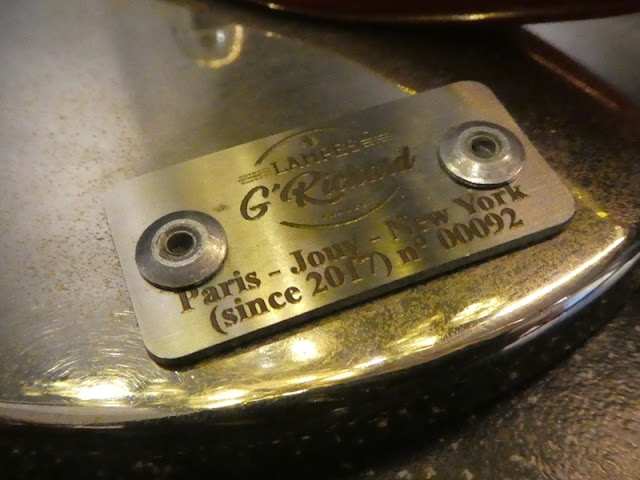 LAMPES
G'Richard
Paris - Jouy - New York
(since 2017) n° 00092